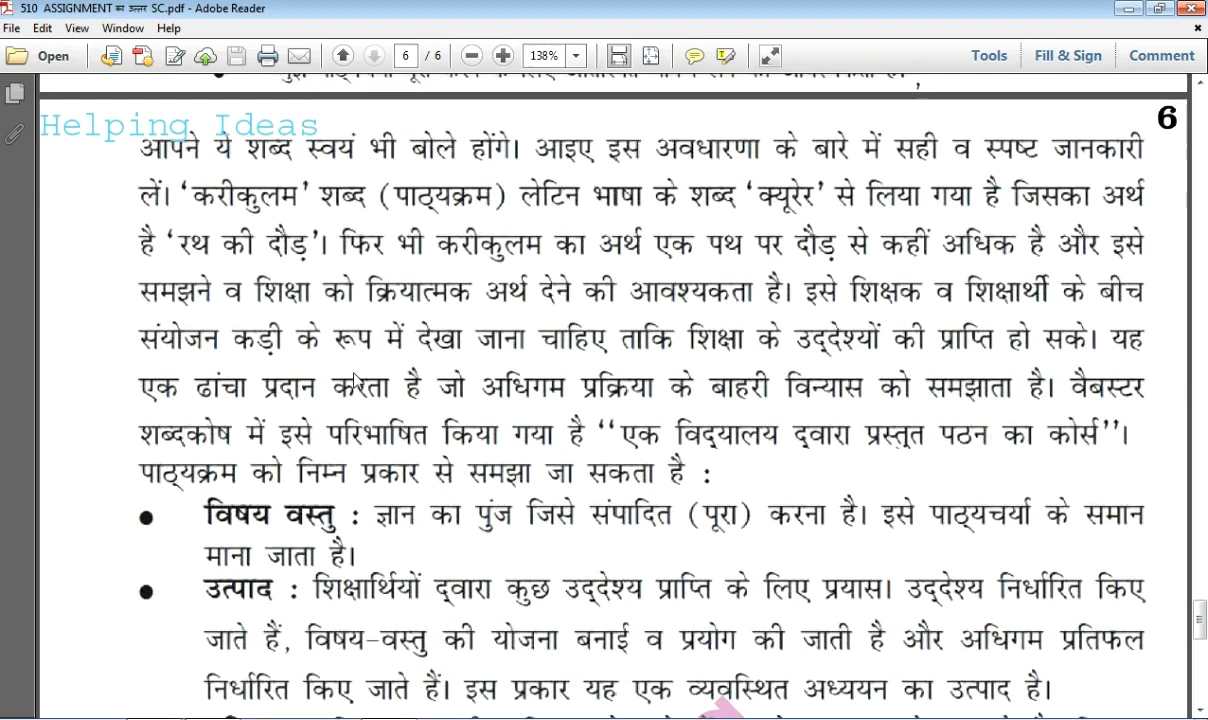 510 ASSIGNMENT का उत्तर SC.pdf - Adobe Reader
File Edit View Window Help
Open 6 / 6 138% Tools Fill & Sign Comment
Helping Ideas
6
आपने ये शब्द स्वयं भी बोले होंगे। आइए इस अवधारणा के बारे में सही व स्पष्ट जानकारी
लें। ‘करीकुलम’ शब्द (पाठ्यक्रम) लेटिन भाषा के शब्द ‘क्यूरेर’ से लिया गया है जिसका अर्थ
है ‘रथ की दौड़’। फिर भी करीकुलम का अर्थ एक पथ पर दौड़ से कहीं अधिक है और इसे
समझने व शिक्षा को क्रियात्मक अर्थ देने की आवश्यकता है। इसे शिक्षक व शिक्षार्थी के बीच
संयोजन कड़ी के रूप में देखा जाना चाहिए ताकि शिक्षा के उद्देश्यों की प्राप्ति हो सके। यह
एक ढांचा प्रदान करता है जो अधिगम प्रक्रिया के बाहरी विन्यास को समझाता है। वैबस्टर
शब्दकोष में इसे परिभाषित किया गया है ‘‘एक विद्यालय द्वारा प्रस्तुत पठन का कोर्स’’।
पाठ्यक्रम को निम्न प्रकार से समझा जा सकता है :
● विषय वस्तु : ज्ञान का पुंज जिसे संपादित (पूरा) करना है। इसे पाठ्यचर्या के समान
माना जाता है।
● उत्पाद : शिक्षार्थियों द्वारा कुछ उद्देश्य प्राप्ति के लिए प्रयास। उद्देश्य निर्धारित किए
जाते हैं, विषय-वस्तु की योजना बनाई व प्रयोग की जाती है और अधिगम प्रतिफल
निर्धारित किए जाते हैं। इस प्रकार यह एक व्यवस्थित अध्ययन का उत्पाद है।